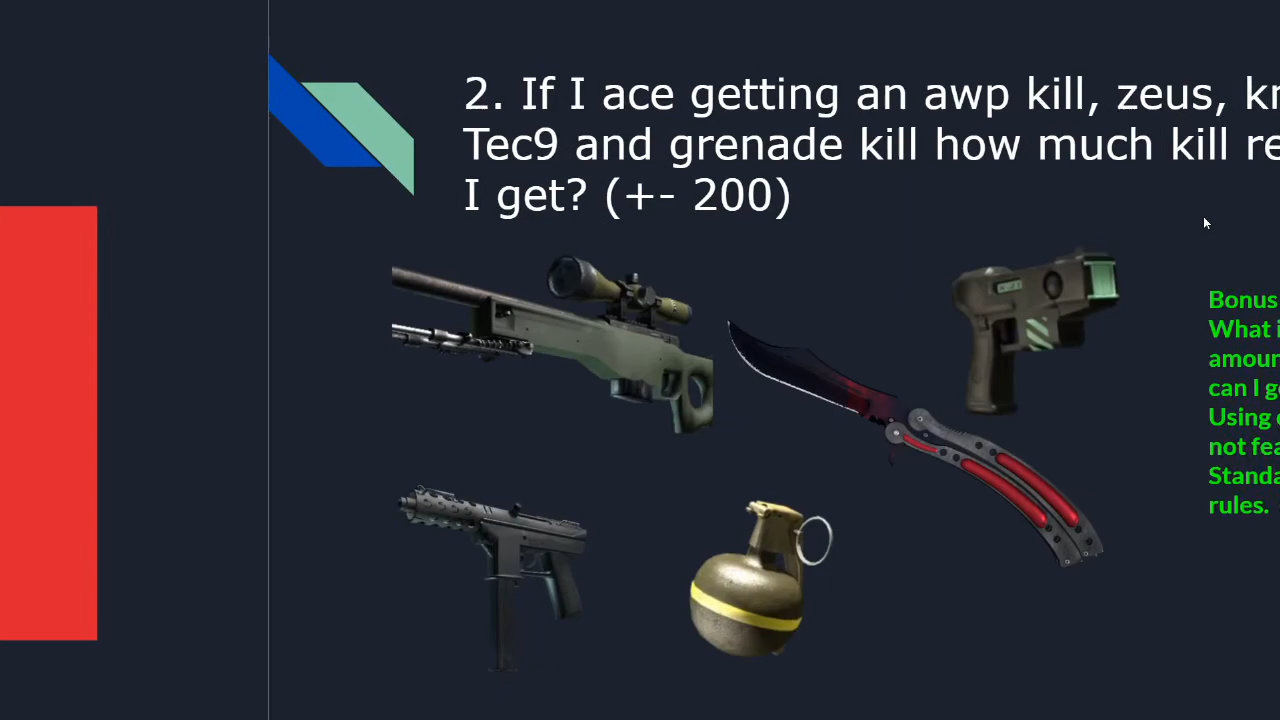 2. If I ace getting an awp kill, zeus, kn
Tec9 and grenade kill how much kill re
I get? (+- 200)
Bonus
What i
amoun
can I g
Using
not fea
Standa
rules.